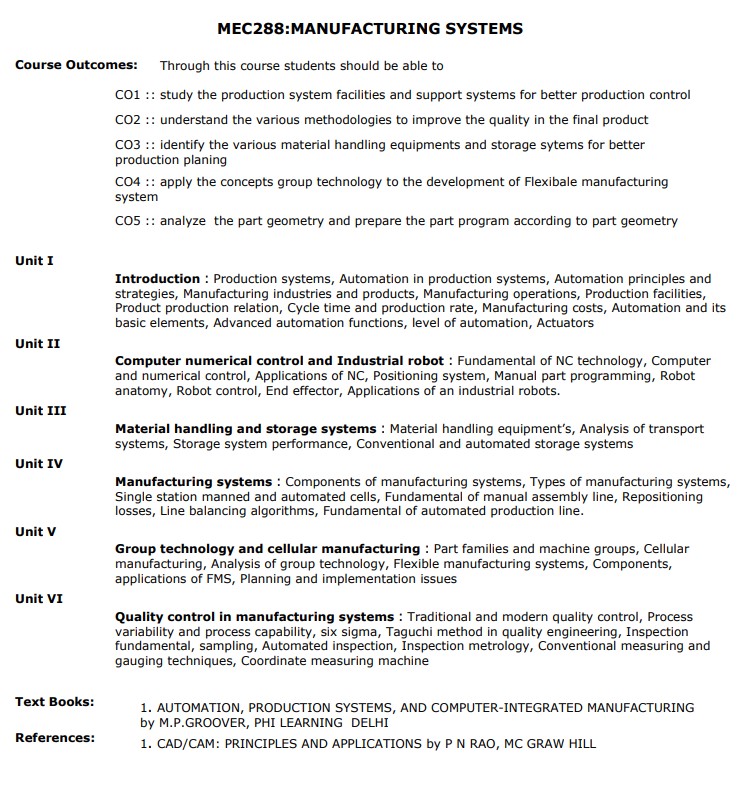 MEC288:MANUFACTURING SYSTEMS
Course Outcomes: Through this course students should be able to
CO1 :: study the production system facilities and support systems for better production control
CO2 :: understand the various methodologies to improve the quality in the final product
CO3 :: identify the various material handling equipments and storage sytems for better
production planing
CO4 :: apply the concepts group technology to the development of Flexibale manufacturing
system
CO5 :: analyze  the part geometry and prepare the part program according to part geometry
Unit I
Introduction : Production systems, Automation in production systems, Automation principles and
strategies, Manufacturing industries and products, Manufacturing operations, Production facilities,
Product production relation, Cycle time and production rate, Manufacturing costs, Automation and its
basic elements, Advanced automation functions, level of automation, Actuators
Unit II
Computer numerical control and Industrial robot : Fundamental of NC technology, Computer
and numerical control, Applications of NC, Positioning system, Manual part programming, Robot
anatomy, Robot control, End effector, Applications of an industrial robots.
Unit III
Material handling and storage systems : Material handling equipment's, Analysis of transport
systems, Storage system performance, Conventional and automated storage systems
Unit IV
Manufacturing systems : Components of manufacturing systems, Types of manufacturing systems,
Single station manned and automated cells, Fundamental of manual assembly line, Repositioning
losses, Line balancing algorithms, Fundamental of automated production line.
Unit V
Group technology and cellular manufacturing : Part families and machine groups, Cellular
manufacturing, Analysis of group technology, Flexible manufacturing systems, Components,
applications of FMS, Planning and implementation issues
Unit VI
Quality control in manufacturing systems : Traditional and modern quality control, Process
variability and process capability, six sigma, Taguchi method in quality engineering, Inspection
fundamental, sampling, Automated inspection, Inspection metrology, Conventional measuring and
gauging techniques, Coordinate measuring machine
Text Books:
1. AUTOMATION, PRODUCTION SYSTEMS, AND COMPUTER-INTEGRATED MANUFACTURING
by M.P.GROOVER, PHI LEARNING  DELHI
References:
1. CAD/CAM: PRINCIPLES AND APPLICATIONS by P N RAO, MC GRAW HILL